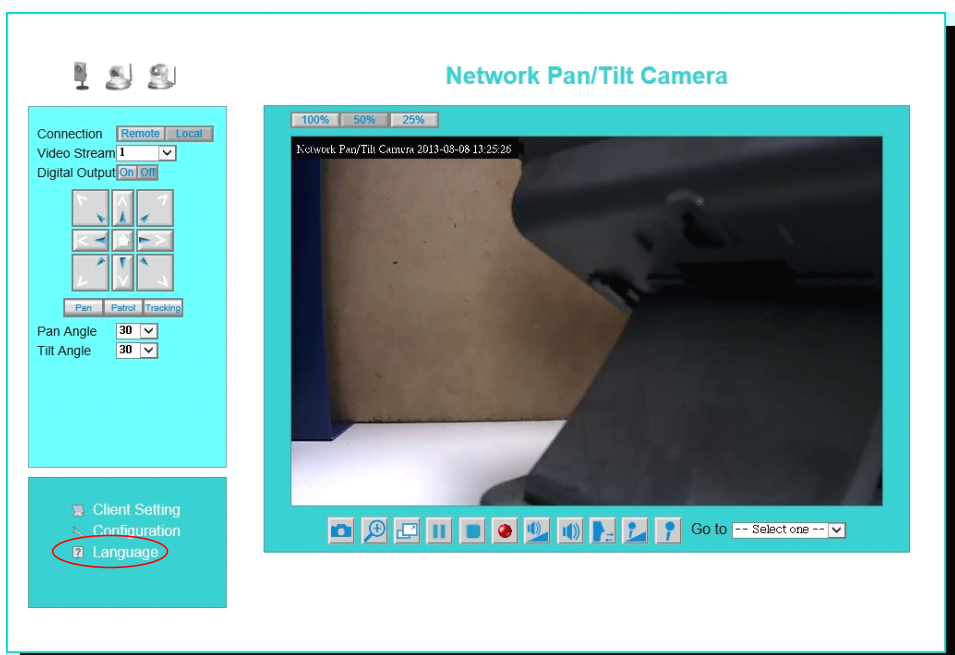 Network Pan/Tilt Camera
Connection Remote Local
Video Stream 1
Digital Output On Off
Pan Patrol Tracking
Pan Angle 30
Tilt Angle 30
Client Setting
Configuration
? Language
100% 50% 25%
Network Pan/Tilt Camera 2013-08-08 13:25:26
Go to -- Select one --